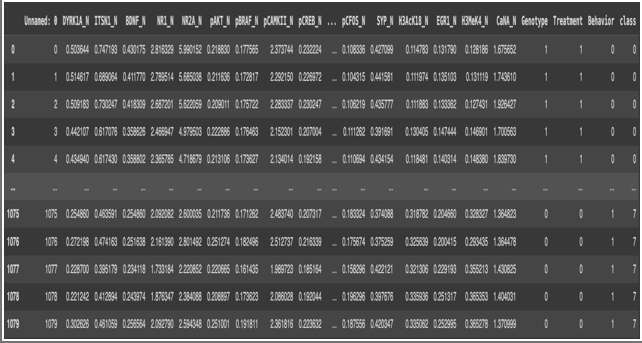 Unnamed: 0 DYRK1A_N ITSN1_N BDNF_N NR1_N NR2A_N pAKT_N pBRAF_N pCAMKII_N pCREB_N ... pCFOS_N SYP_N H3AcK18_N EGR1_N H3MeK4_N CaNA_N Genotype Treatment Behavior class
0 0 0.503644 0.747193 0.430175 2.816329 5.990152 0.218830 0.177565 2.373744 0.232224 ... 0.108336 0.427099 0.114783 0.131790 0.128186 1.675652 1 1 0 0
1 1 0.514617 0.689064 0.411770 2.789514 5.685038 0.211636 0.172817 2.292150 0.226972 ... 0.104315 0.441581 0.111974 0.135103 0.131119 1.743610 1 1 0 0
2 2 0.509183 0.730247 0.418309 2.687201 5.622059 0.209011 0.175722 2.283337 0.230247 ... 0.106219 0.435777 0.111883 0.133362 0.127431 1.926427 1 1 0 0
3 3 0.442107 0.617076 0.358626 2.466947 4.979503 0.222886 0.176463 2.152301 0.207004 ... 0.111262 0.391691 0.130405 0.147444 0.146901 1.700563 1 1 0 0
4 4 0.434940 0.617430 0.358802 2.365785 4.718679 0.213106 0.173627 2.134014 0.192158 ... 0.110694 0.434154 0.118481 0.140314 0.148380 1.839730 1 1 0 0
... ... ... ... ... ... ... ... ... ... ... ... ... ... ... ... ... ... ... ... ... ...
1075 1075 0.254860 0.463591 0.254860 2.092082 2.600035 0.211736 0.171262 2.483740 0.207317 ... 0.183324 0.374088 0.318782 0.204660 0.328327 1.364823 0 0 1 7
1076 1076 0.272198 0.474163 0.251638 2.161390 2.801492 0.251274 0.182496 2.512737 0.216339 ... 0.175674 0.375259 0.325639 0.200415 0.293435 1.364478 0 0 1 7
1077 1077 0.228700 0.395179 0.234118 1.733184 2.220852 0.220665 0.161435 1.989723 0.185164 ... 0.158296 0.422121 0.321306 0.229193 0.355213 1.430825 0 0 1 7
1078 1078 0.221242 0.412894 0.243974 1.876347 2.384088 0.208897 0.173623 2.086028 0.192044 ... 0.196296 0.397676 0.335936 0.251317 0.365353 1.404031 0 0 1 7
1079 1079 0.302626 0.461059 0.256564 2.092790 2.594348 0.251001 0.191811 2.361816 0.223632 ... 0.187556 0.420347 0.335062 0.252995 0.365278 1.370999 0 0 1 7